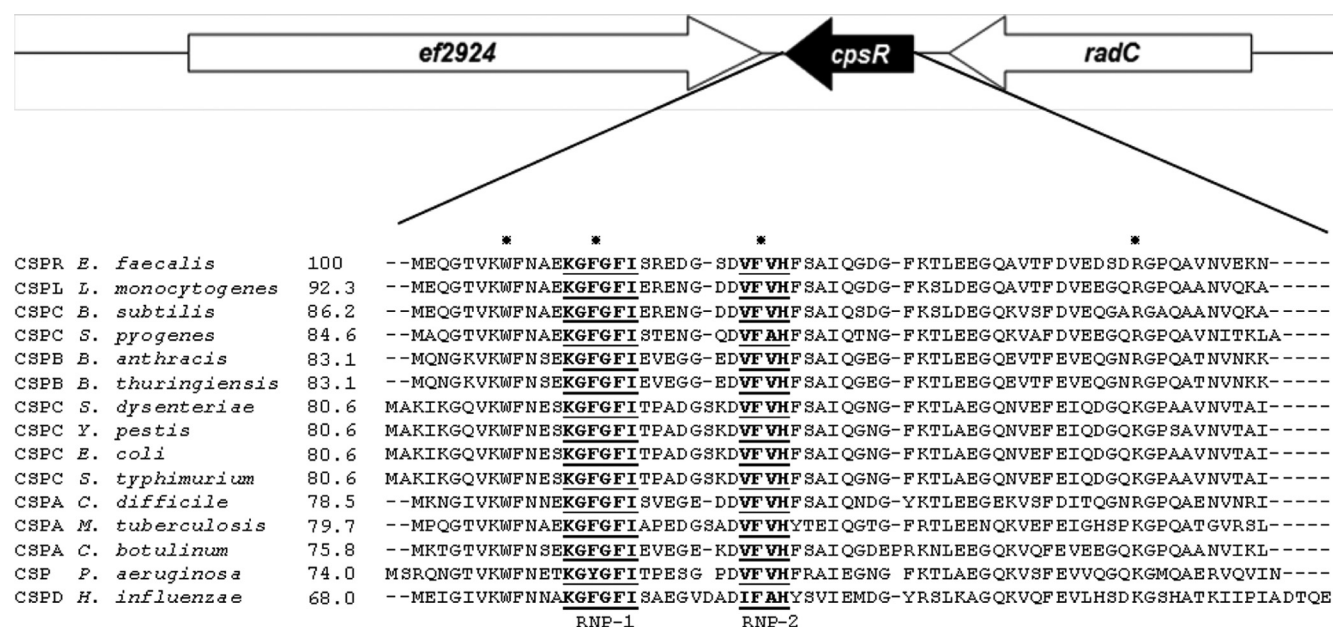 ef2924 cpsR radC
* * * *
CSPR E. faecalis 100 --MEQGTVKWFNAEKGFGFISREDG-SDVFVHFSAIQGDG-FKTLEEGQAVTFDVEDSDRGPQAVNVEKN-----
CSPL L. monocytogenes 92.3 --MEQGTVKWFNAEKGFGFIERENG-DDVFVHFSAIQGDG-FKSLDEGQAVTFDVEEGQRGPQAANVQKA-----
CSPC B. subtilis 86.2 --MEQGTVKWFNAEKGFGFIERENG-DDVFVHFSAIQSDG-FKSLDEGQKVSFDVEQGARGAQAANVQKA-----
CSPC S. pyogenes 84.6 --MAQGTVKWFNAEKGFGFISTENG-QDVFAHFSAIQTNG-FKTLEEGQKVAFDVEEGQRGPQAVNITKLA----
CSPB B. anthracis 83.1 --MQNGKVKWFNSEKGFGFIEVEGG-EDVFVHFSAIQGEG-FKTLEEGQEVTFEVEQGNRGPQATNVNKK-----
CSPB B. thuringiensis 83.1 --MQNGKVKWFNSEKGFGFIEVEGG-EDVFVHFSAIQGEG-FKTLEEGQEVTFEVEQGNRGPQATNVNKK-----
CSPC S. dysenteriae 80.6 MAKIKGQVKWFNESKGFGFITPADGSKDVFVHFSAIQGNG-FKTLAEGQNVEFEIQDGQKGPAAVNVTAI-----
CSPC Y. pestis 80.6 MAKIKGQVKWFNESKGFGFITPADGSKDVFVHFSAIQGNG-FKTLAEGQNVEFEIQDGQKGPSAVNVTAI-----
CSPC E. coli 80.6 MAKIKGQVKWFNESKGFGFITPADGSKDVFVHFSAIQGNG-FKTLAEGQNVEFEIQDGQKGPAAVNVTAI-----
CSPC S. typhimurium 80.6 MAKIKGQVKWFNESKGFGFITPADGSKDVFVHFSAIQGNG-FKTLAEGQNVEFEIQDGQKGPAAVNVTAI-----
CSPA C. difficile 78.5 --MKNGIVKWFNNEKGFGFISVEGE-DDVFVHFSAIQNDG-YKTLEEGEKVSFDITQGNRGPQAENVNRI-----
CSPA M. tuberculosis 79.7 --MPQGTVKWFNAEKGFGFIAPEDGSADVFVHYTEIQGTG-FRTLEENQKVEFEIGHSPKGPQATGVRSL-----
CSPA C. botulinum 75.8 --MKTGTVKWFNSEKGFGFIEVEGE-KDVFVHFSAIQGDEPRKNLEEGQKVQFEVEEGQKGPQAANVIKL-----
CSP P. aeruginosa 74.0 MSRQNGTVKWFNETKGYGFITPESG PDVFVHFRAIEGNG FKTLAEGQKVSFEVVQGQKGMQAERVQVIN----
CSPD H. influenzae 68.0 --MEIGIVKWFNNAKGFGFISAEGVDADIFAHYSVIEMDG-YRSLKAGQKVQFEVLHSDKGSHATKIIPIADTQE
RNP-1 RNP-2